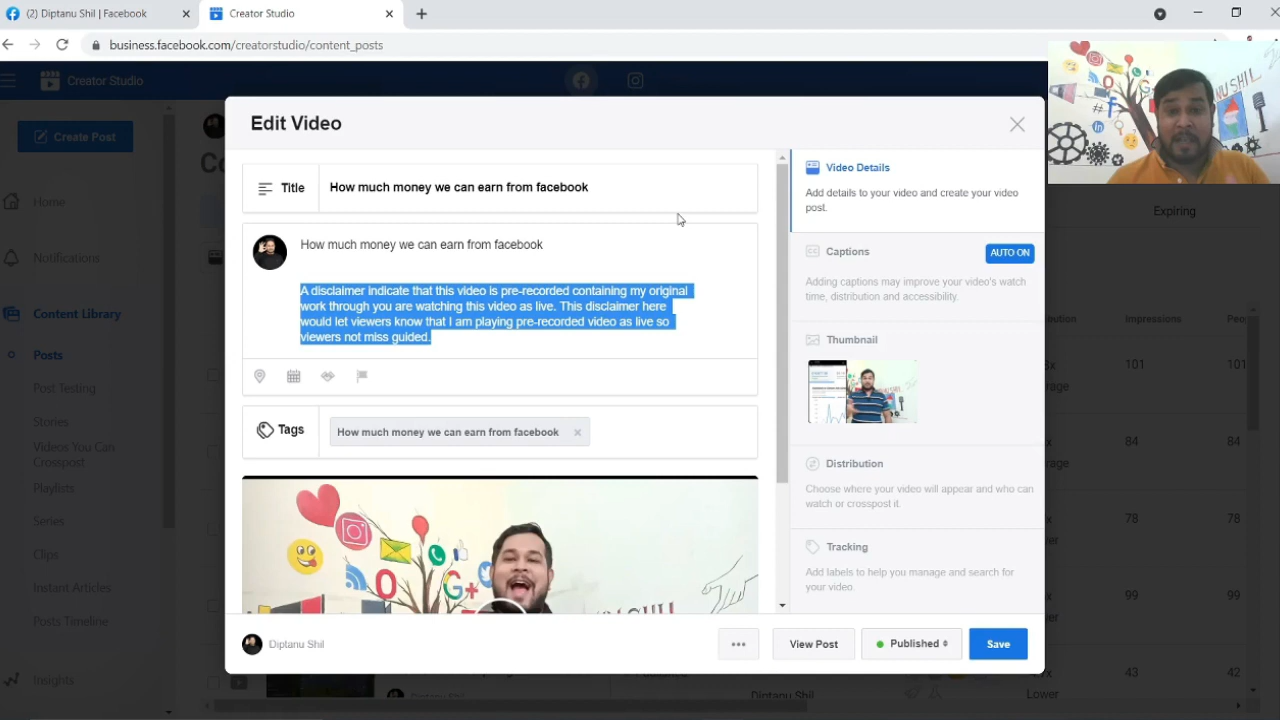 (2) Diptanu Shil | Facebook
Creator Studio
business.facebook.com/creatorstudio/content_posts
Creator Studio
Create Post
Home
Notifications
Content Library
Posts
Post Testing
Stories
Videos You Can
Crosspost
Playlists
Series
Clips
Instant Articles
Posts Timeline
Insights
Edit Video
Title
How much money we can earn from facebook
How much money we can earn from facebook
A disclaimer indicate that this video is pre-recorded containing my original
work through you are watching this video as live. This disclaimer here
would let viewers know that I am playing pre-recorded video as live so
viewers not miss guided.
Tags
How much money we can earn from facebook
Diptanu Shil
View Post
Published
Save
Video Details
Add details to your video and create your video
post.
Captions
AUTO ON
Adding captions may improve your video's watch
time, distribution and accessibility.
Thumbnail
Distribution
Choose where your video will appear and who can
watch or crosspost it.
Tracking
Add labels to help you manage and search for
your video.
Expiring
Impressions
101
101
84
84
78
78
99
99
43
43
Lower
Diptanu Shil